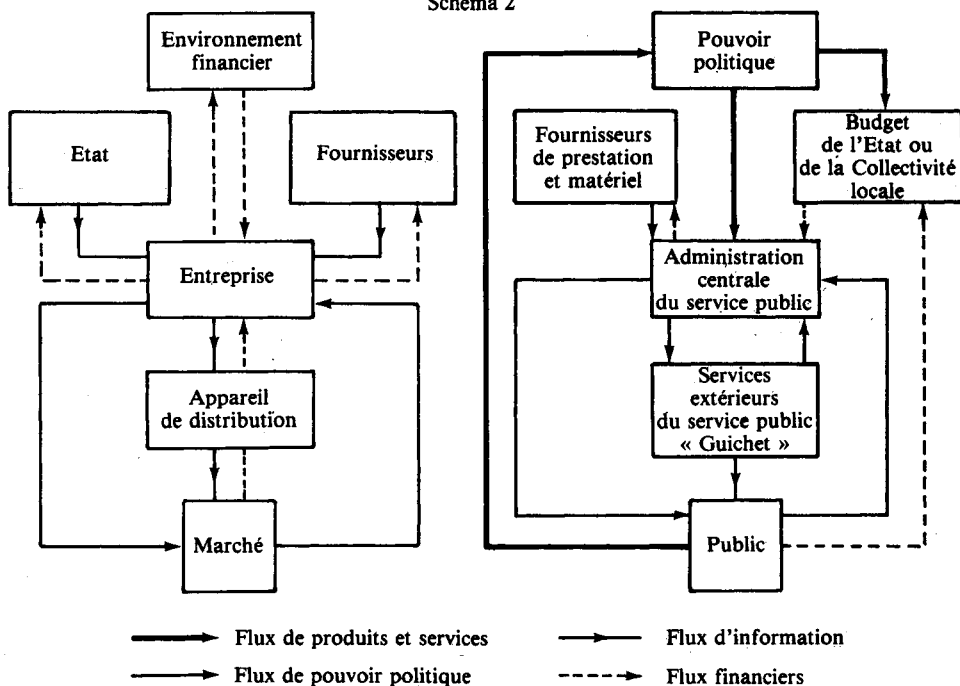 Schéma 2
Environnement
financier
Etat
Fournisseurs
Entreprise
Appareil
de distribution
Marché
Pouvoir
politique
Fournisseurs
de prestation
et matériel
Budget
de l'Etat ou
de la Collectivité
locale
Administration
centrale
du service public
Services
extérieurs
du service public
« Guichet »
Public
Flux de produits et services
Flux d'information
Flux de pouvoir politique
Flux financiers